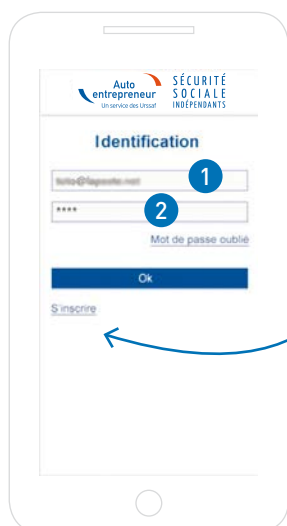 Auto
entrepreneur
Un service des Urssaf
SÉCURITÉ
SOCIALE
INDÉPENDANTS
Identification
1
****
2
Mot de passe oublié
Ok
S'inscrire